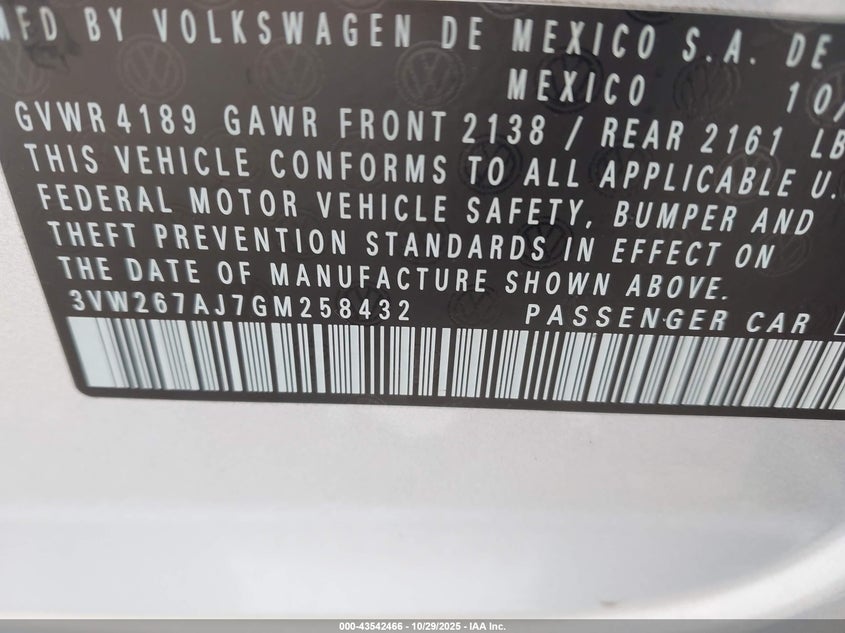 MFD BY VOLKSWAGEN DE MEXICO S.A. DE
MEXICO 10/
GVWR 4189 GAWR FRONT 2138 / REAR 2161 LB
THIS VEHICLE CONFORMS TO ALL APPLICABLE U.
FEDERAL MOTOR VEHICLE SAFETY, BUMPER AND
THEFT PREVENTION STANDARDS IN EFFECT ON
THE DATE OF MANUFACTURE SHOWN ABOVE.
3VW267AJ7GM258432 PASSENGER CAR
000-43542466 - 10/29/2025 - IAA Inc.